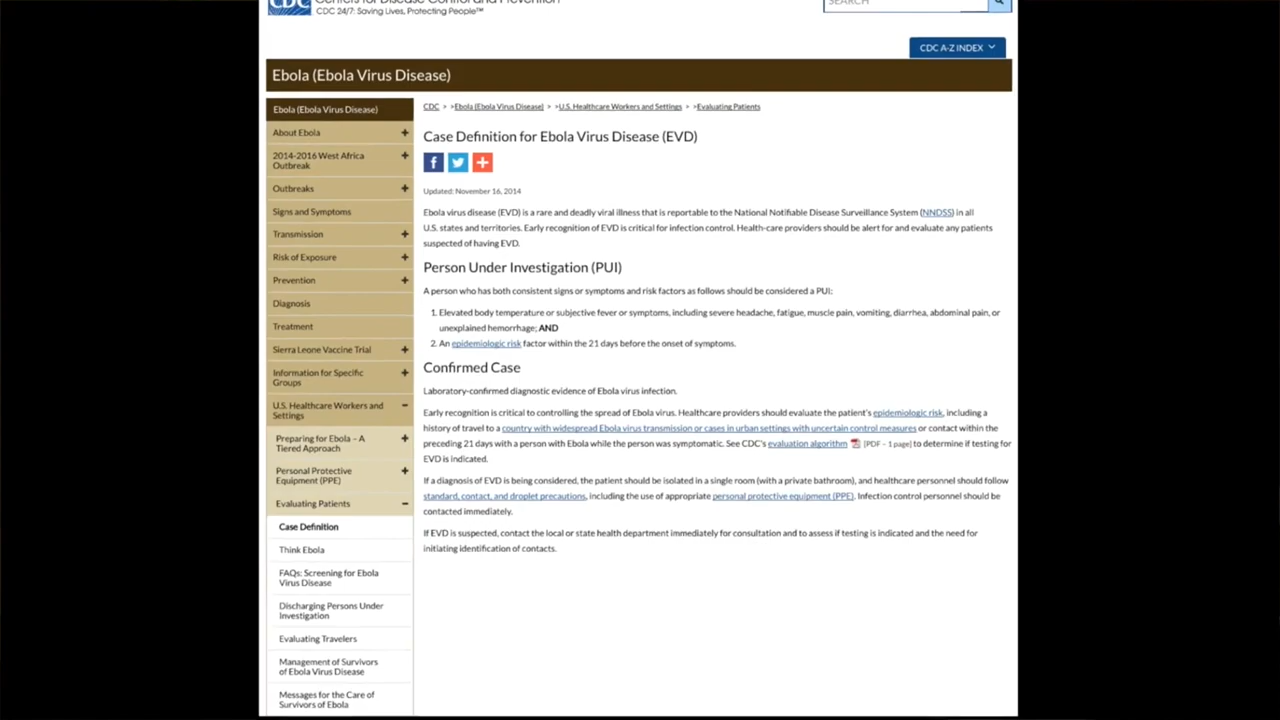 CDC Centers for Disease Control and Prevention
CDC 24/7: Saving Lives, Protecting People™
SEARCH
CDC A-Z INDEX
Ebola (Ebola Virus Disease)
Ebola (Ebola Virus Disease)
About Ebola
2014-2016 West Africa
Outbreak
Outbreaks
Signs and Symptoms
Transmission
Risk of Exposure
Prevention
Diagnosis
Treatment
Sierra Leone Vaccine Trial
Information for Specific
Groups
U.S. Healthcare Workers and
Settings
Preparing for Ebola – A
Tiered Approach
Personal Protective
Equipment (PPE)
Evaluating Patients
Case Definition
Think Ebola
FAQs: Screening for Ebola
Virus Disease
Discharging Persons Under
Investigation
Evaluating Travelers
Management of Survivors
of Ebola Virus Disease
Messages for the Care of
Survivors of Ebola
CDC > >Ebola (Ebola Virus Disease) > >U.S. Healthcare Workers and Settings > >Evaluating Patients
Case Definition for Ebola Virus Disease (EVD)
Updated: November 16, 2014
Ebola virus disease (EVD) is a rare and deadly viral illness that is reportable to the National Notifiable Disease Surveillance System (NNDSS) in all
U.S. states and territories. Early recognition of EVD is critical for infection control. Health-care providers should be alert for and evaluate any patients
suspected of having EVD.
Person Under Investigation (PUI)
A person who has both consistent signs or symptoms and risk factors as follows should be considered a PUI:
1. Elevated body temperature or subjective fever or symptoms, including severe headache, fatigue, muscle pain, vomiting, diarrhea, abdominal pain, or
unexplained hemorrhage; AND
2. An epidemiologic risk factor within the 21 days before the onset of symptoms.
Confirmed Case
Laboratory-confirmed diagnostic evidence of Ebola virus infection.
Early recognition is critical to controlling the spread of Ebola virus. Healthcare providers should evaluate the patient's epidemiologic risk, including a
history of travel to a country with widespread Ebola virus transmission or cases in urban settings with uncertain control measures or contact within the
preceding 21 days with a person with Ebola while the person was symptomatic. See CDC's evaluation algorithm [PDF – 1 page] to determine if testing for
EVD is indicated.
If a diagnosis of EVD is being considered, the patient should be isolated in a single room (with a private bathroom), and healthcare personnel should follow
standard, contact, and droplet precautions, including the use of appropriate personal protective equipment (PPE). Infection control personnel should be
contacted immediately.
If EVD is suspected, contact the local or state health department immediately for consultation and to assess if testing is indicated and the need for
initiating identification of contacts.